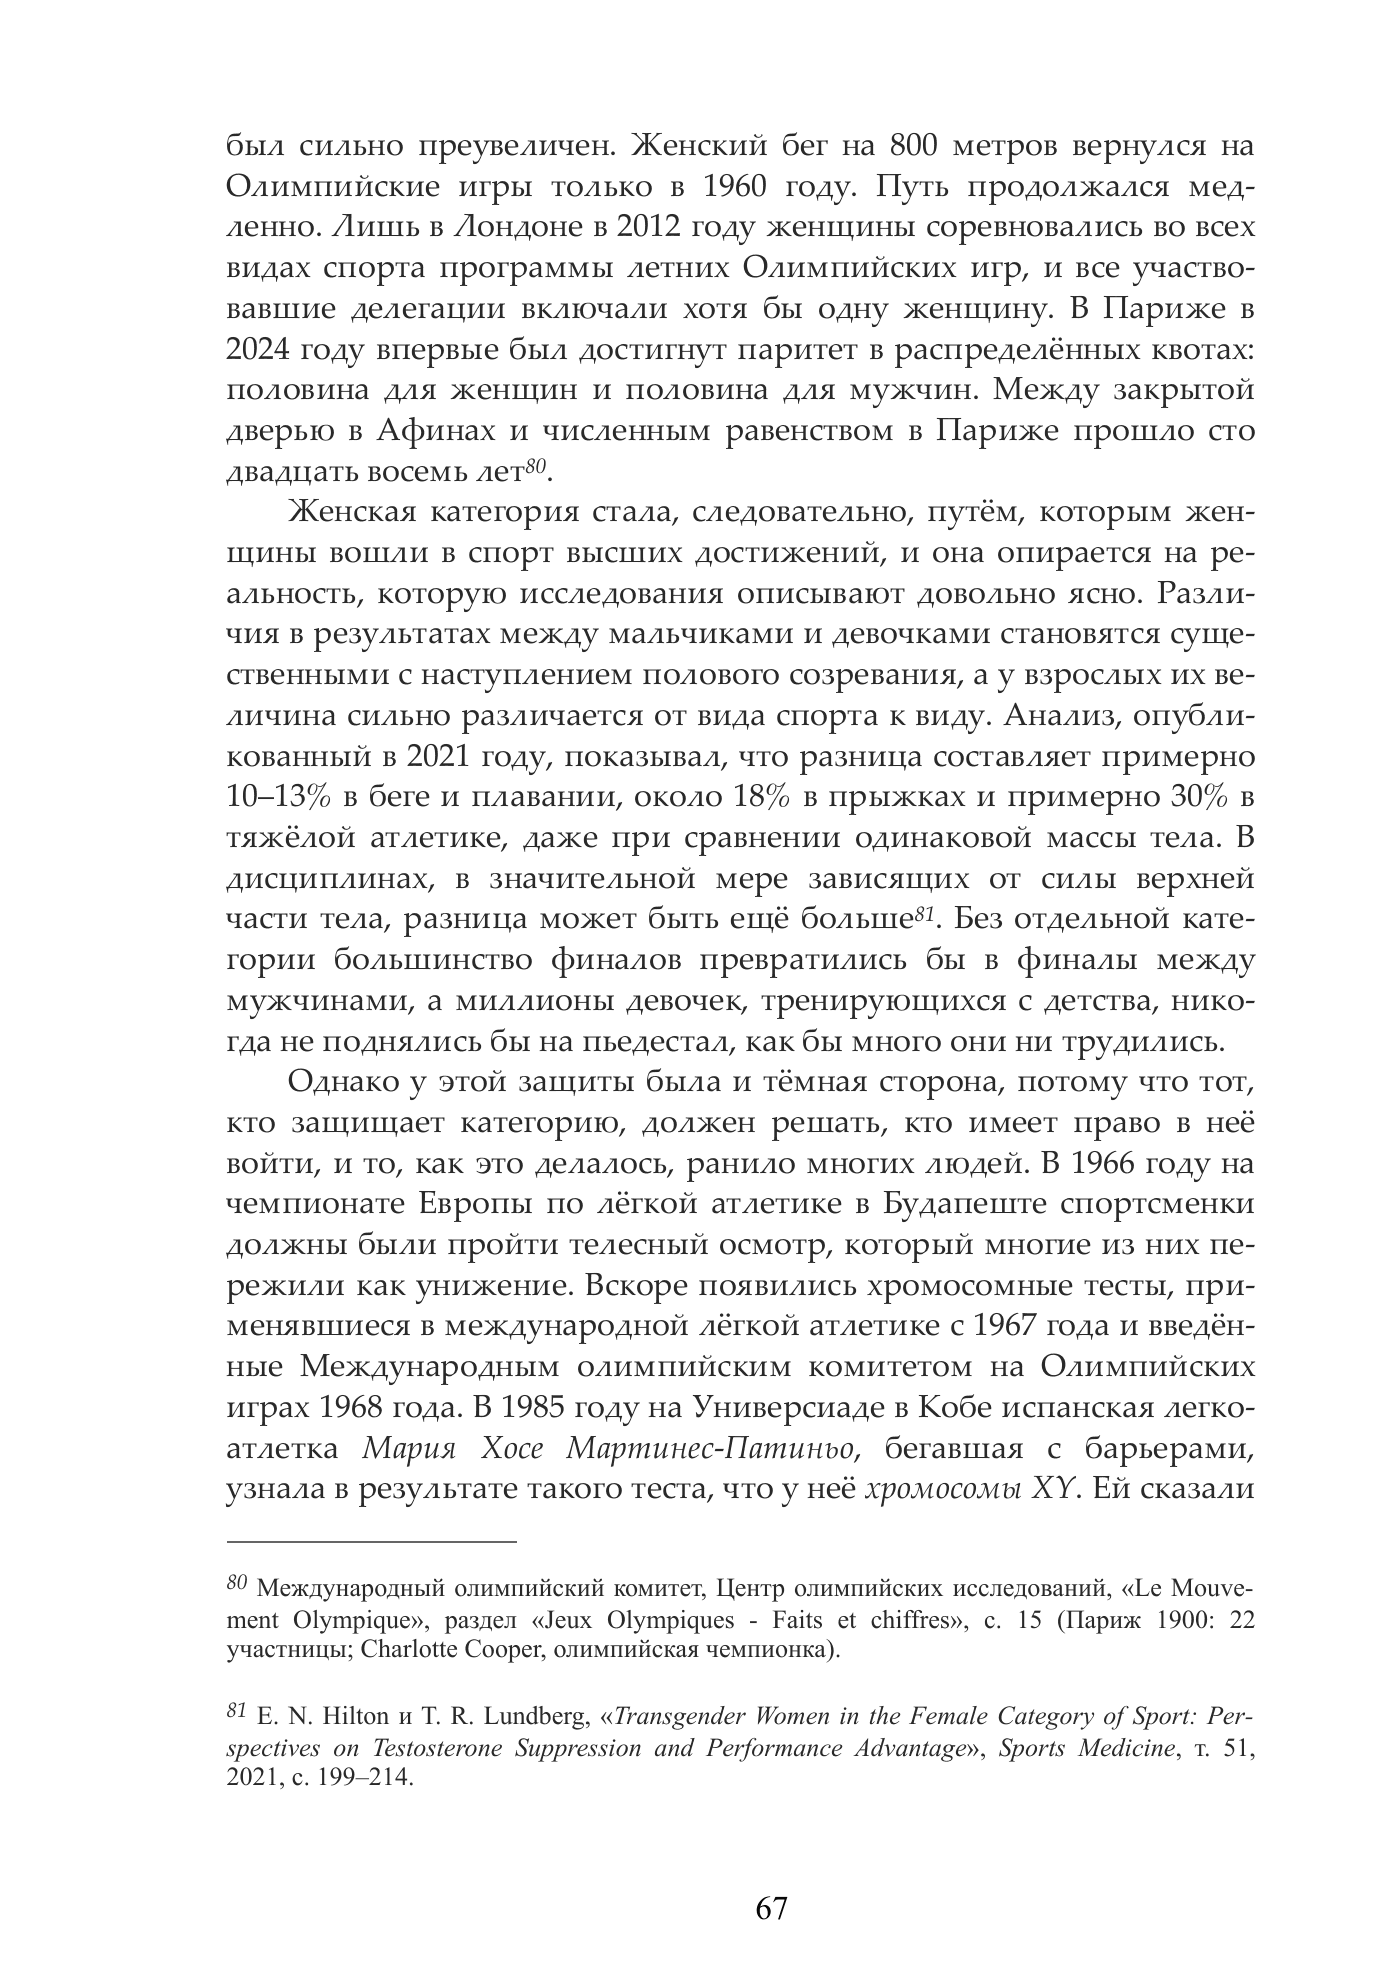 был сильно преувеличен. Женский бег на 800 метров вернулся на
Олимпийские игры только в 1960 году. Путь продолжался мед-
ленно. Лишь в Лондоне в 2012 году женщины соревновались во всех
видах спорта программы летних Олимпийских игр, и все участво-
вавшие делегации включали хотя бы одну женщину. В Париже в
2024 году впервые был достигнут паритет в распределённых квотах:
половина для женщин и половина для мужчин. Между закрытой
дверью в Афинах и численным равенством в Париже прошло сто
двадцать восемь лет80.
Женская категория стала, следовательно, путём, которым жен-
щины вошли в спорт высших достижений, и она опирается на ре-
альность, которую исследования описывают довольно ясно. Разли-
чия в результатах между мальчиками и девочками становятся суще-
ственными с наступлением полового созревания, а у взрослых их ве-
личина сильно различается от вида спорта к виду. Анализ, опубли-
кованный в 2021 году, показывал, что разница составляет примерно
10–13% в беге и плавании, около 18% в прыжках и примерно 30% в
тяжёлой атлетике, даже при сравнении одинаковой массы тела. В
дисциплинах, в значительной мере зависящих от силы верхней
части тела, разница может быть ещё больше81. Без отдельной кате-
гории большинство финалов превратились бы в финалы между
мужчинами, а миллионы девочек, тренирующихся с детства, нико-
гда не поднялись бы на пьедестал, как бы много они ни трудились.
Однако у этой защиты была и тёмная сторона, потому что тот,
кто защищает категорию, должен решать, кто имеет право в неё
войти, и то, как это делалось, ранило многих людей. В 1966 году на
чемпионате Европы по лёгкой атлетике в Будапеште спортсменки
должны были пройти телесный осмотр, который многие из них пе-
режили как унижение. Вскоре появились хромосомные тесты, при-
менявшиеся в международной лёгкой атлетике с 1967 года и введён-
ные Международным олимпийским комитетом на Олимпийских
играх 1968 года. В 1985 году на Универсиаде в Кобе испанская легко-
атлетка Мария Хосе Мартинес-Патиньо, бегавшая с барьерами,
узнала в результате такого теста, что у неё хромосомы XY. Ей сказали
80 Международный олимпийский комитет, Центр олимпийских исследований, «Le Mouve-
ment Olympique», раздел «Jeux Olympiques - Faits et chiffres», с. 15 (Париж 1900: 22
участницы; Charlotte Cooper, олимпийская чемпионка).
81 E. N. Hilton и T. R. Lundberg, «Transgender Women in the Female Category of Sport: Per-
spectives on Testosterone Suppression and Performance Advantage», Sports Medicine, т. 51,
2021, с. 199–214.
67